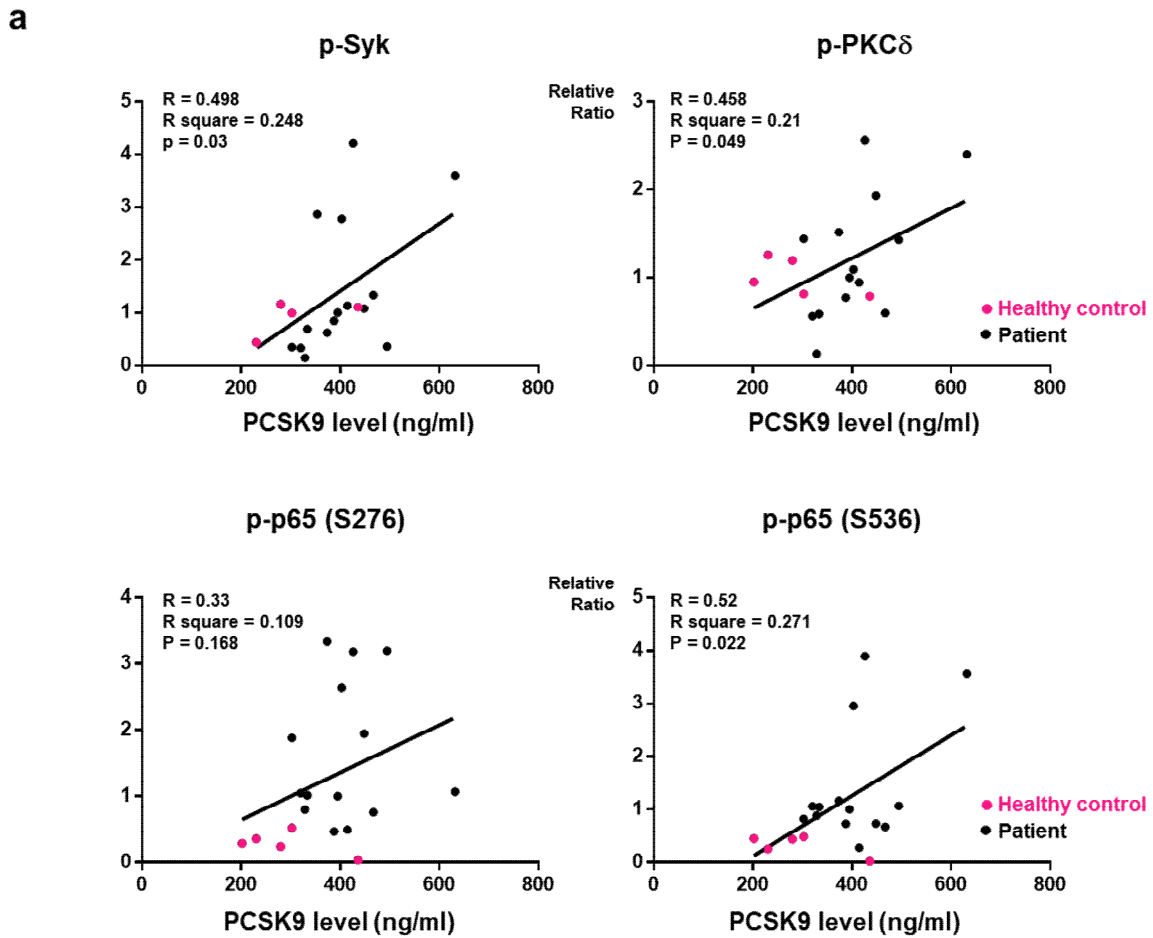 a
p-Syk
R = 0.498
R square = 0.248
p = 0.03
5
4
3
2
1
0
0 200 400 600 800
PCSK9 level (ng/ml)
p-PKCδ
Relative
Ratio
R = 0.458
R square = 0.21
P = 0.049
3
2
1
0
0 200 400 600 800
PCSK9 level (ng/ml)
Healthy control
Patient
p-p65 (S276)
R = 0.33
R square = 0.109
P = 0.168
4
3
2
1
0
0 200 400 600 800
PCSK9 level (ng/ml)
p-p65 (S536)
Relative
Ratio
R = 0.52
R square = 0.271
P = 0.022
5
4
3
2
1
0
0 200 400 600 800
PCSK9 level (ng/ml)
Healthy control
Patient